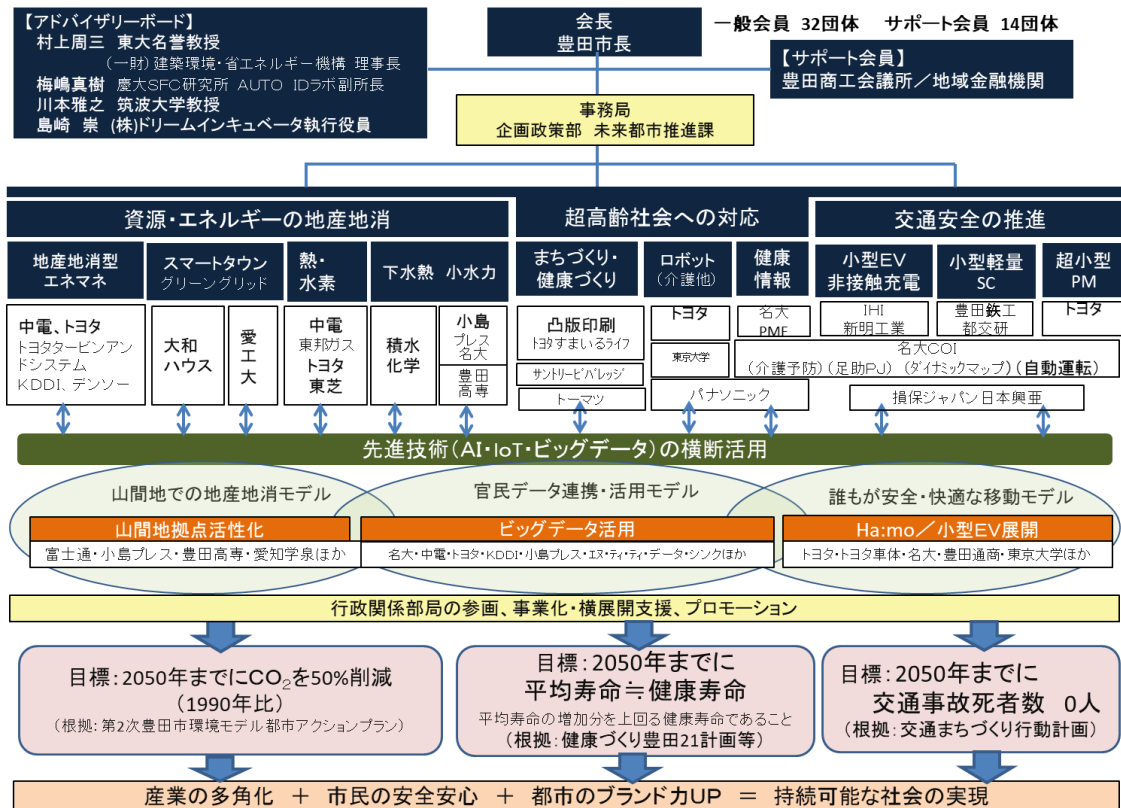 【アドバイザリーボード】
村上周三 東大名誉教授
(一財)建築環境・省エネルギー機構 理事長
梅嶋真樹 慶大SFC研究所 AUTO IDラボ副所長
川本雅之 筑波大学教授
島崎 崇 (株)ドリームインキュベータ執行役員
会長
豊田市長
一般会員 32団体 サポート会員 14団体
【サポート会員】
豊田商工会議所/地域金融機関
事務局
企画政策部 未来都市推進課
資源・エネルギーの地産地消
超高齢社会への対応
交通安全の推進
地産地消型
エネマネ
スマートタウン
グリーングリッド
熱・
水素
下水熱
小水力
まちづくり・
健康づくり
ロボット
(介護他)
健康
情報
小型EV
非接触充電
小型軽量
SC
超小型
PM
中電、トヨタ
トヨタタービンアン
ドシステム
KDDI、デンソー
大和
ハウス
愛
工
大
中電
東邦ガス
トヨタ
東芝
積水
化学
小島
プレス
名大
豊田
高専
凸版印刷
トヨタすまいるライフ
サントリービバレッジ
トーマツ
トヨタ
東京大学
パナソニック
名大
PMF
IHI
新明工業
豊田鉄工
都交研
トヨタ
名大COI
(介護予防)(足助PJ) (ダイナミックマップ)(自動運転)
損保ジャパン日本興亜
先進技術(AI・IoT・ビッグデータ)の横断活用
山間地での地産地消モデル
官民データ連携・活用モデル
誰もが安全・快適な移動モデル
山間地拠点活性化
富士通・小島プレス・豊田高専・愛知学泉ほか
ビッグデータ活用
名大・中電・トヨタ・KDDI・小島プレス・エヌ・ティ・ティ・データ・シンクほか
Ha:mo/小型EV展開
トヨタ・トヨタ車体・名大・豊田通商・東京大学ほか
行政関係部局の参画、事業化・横展開支援、プロモーション
目標:2050年までにCO₂を50%削減
(1990年比)
(根拠:第2次豊田市環境モデル都市アクションプラン)
目標:2050年までに
平均寿命≒健康寿命
平均寿命の増加分を上回る健康寿命であること
(根拠:健康づくり豊田21計画等)
目標:2050年までに
交通事故死者数 0人
(根拠:交通まちづくり行動計画)
産業の多角化 + 市民の安全安心 + 都市のブランド力UP = 持続可能な社会の実現